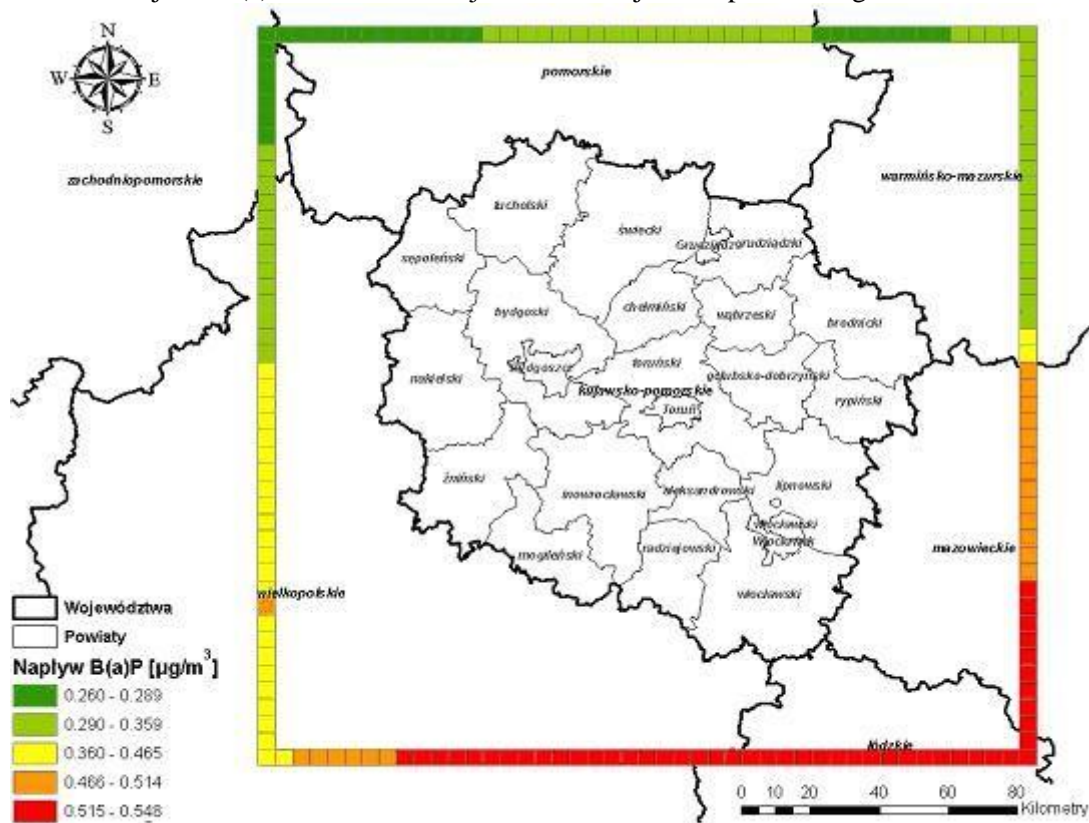 N
W E
S
pomorskie
zachodniopomorskie
warmińsko-mazurskie
tucholski
świecki
Grudziądz
grudziądzki
sępoleński
chełmiński
wąbrzeski
brodnicki
bydgoski
nakielski
Bydgoszcz
toruński
golubsko-dobrzyński
kujawsko-pomorskie
rypiński
Toruń
żniński
inowrocławski
aleksandrowski
lipnowski
włocławski
Włocławek
mogileński
radziejowski
mazowieckie
włocławski
wielkopolskie
łódzkie
Województwa
Powiaty
Napływ B(a)P [µg/m³]
0.260 - 0.289
0.290 - 0.359
0.360 - 0.465
0.466 - 0.514
0.515 - 0.548
0 10 20 40 60 80
Kilometry